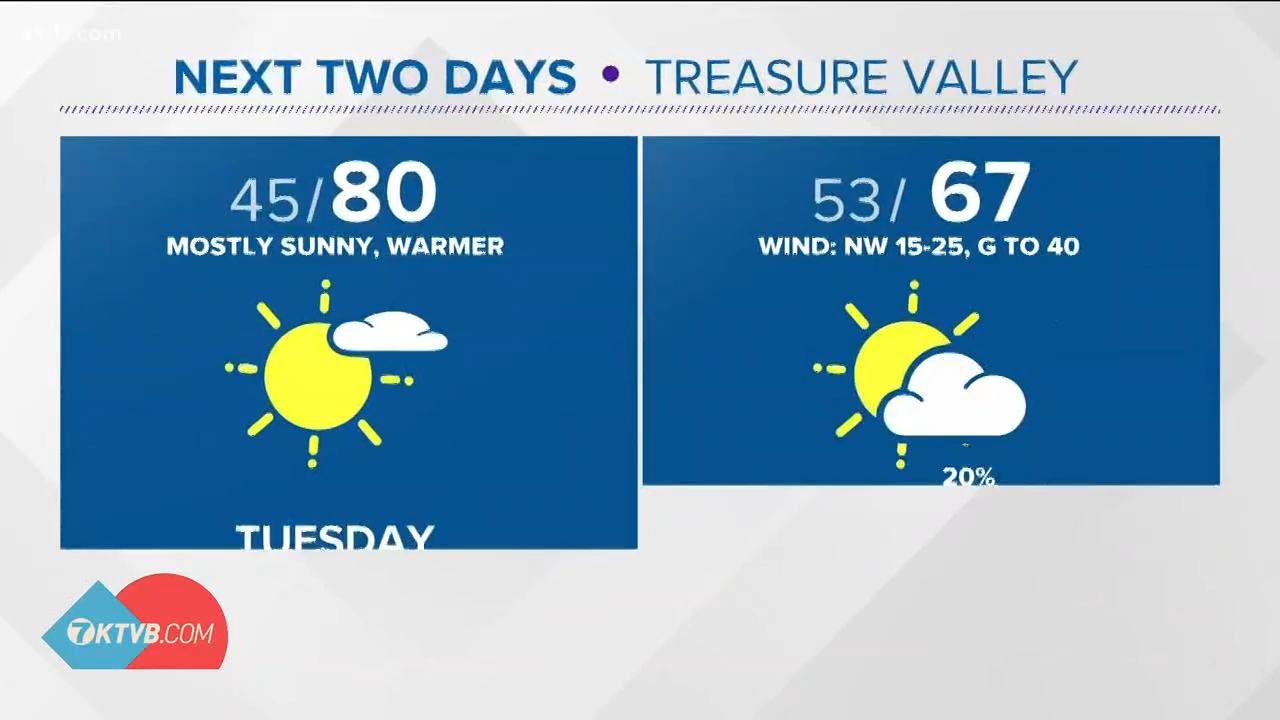 NEXT TWO DAYS • TREASURE VALLEY
45/80
MOSTLY SUNNY, WARMER
TUESDAY
53/ 67
WIND: NW 15-25, G TO 40
20%
7KTVB.COM